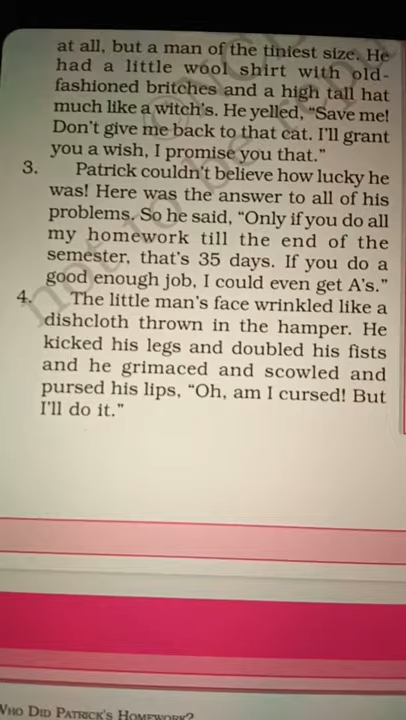 at all, but a man of the tiniest size. He
had a little wool shirt with old-
fashioned britches and a high tall hat
much like a witch's. He yelled, “Save me!
Don't give me back to that cat. I'll grant
you a wish, I promise you that.”
3. Patrick couldn't believe how lucky he
was! Here was the answer to all of his
problems. So he said, “Only if you do all
my homework till the end of the
semester, that's 35 days. If you do a
good enough job, I could even get A's.”
4. The little man's face wrinkled like a
dishcloth thrown in the hamper. He
kicked his legs and doubled his fists
and he grimaced and scowled and
pursed his lips, “Oh, am I cursed! But
I'll do it.”
WHO DID PATRICK'S HOMEWORK?